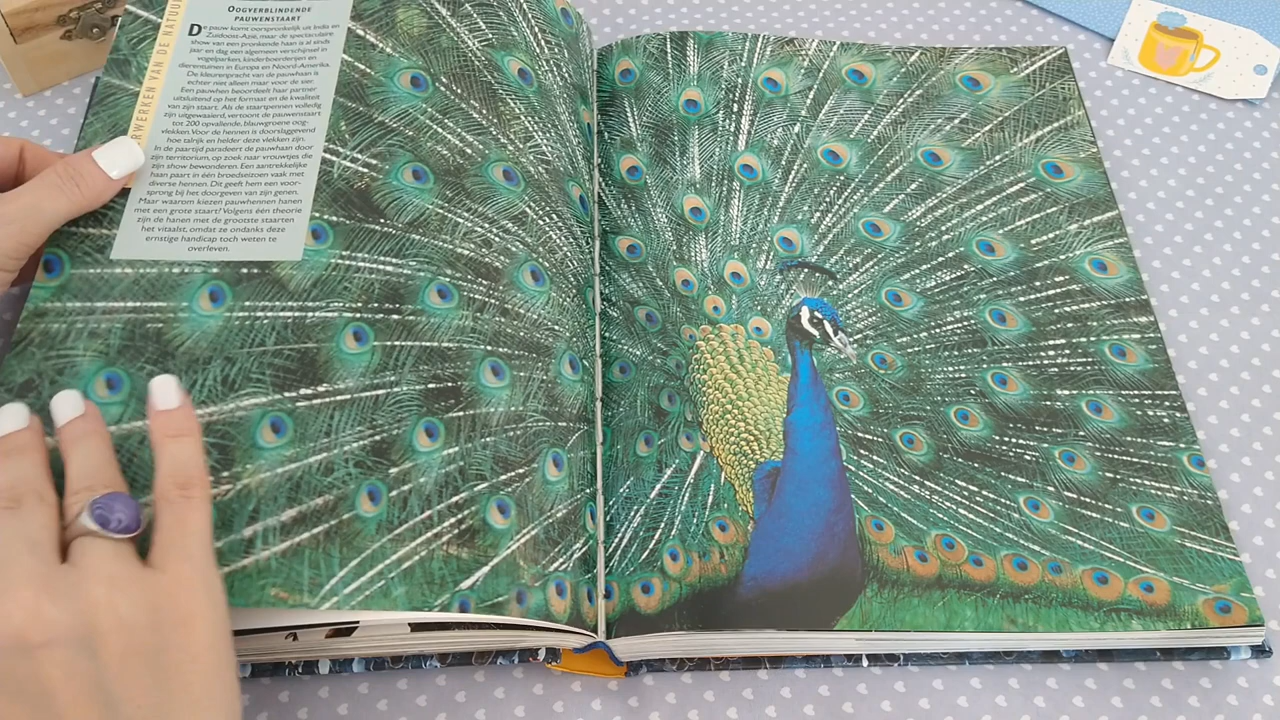 OOGVERBLINDENDE
PAUWENSTAART
De pauw komt oorspronkelijk uit India en
Zuidoost-Azië, maar de spectaculaire
show van een pronkende haan is al sinds
jaar en dag een algemeen verschijnsel in
vogelparken, kinderboerderijen en
dierentuinen in Europa en Noord-Amerika.
De kleurenpracht van de pauwhaan is
echter niet alleen maar voor de sier.
Een pauwhen beoordeelt haar partner
uitsluitend op het formaat en de kwaliteit
van zijn staart. Als de staartpennen volledig
zijn uitgewaaierd, vertoont de pauwenstaart
tot 200 opvallende, blauwgroene oog-
vlekken. Voor de hennen is doorslaggevend
hoe talrijk en helder deze vlekken zijn.
In de paartijd paradeert de pauwhaan door
zijn territorium, op zoek naar vrouwtjes die
zijn show bewonderen. Een aantrekkelijke
haan paart in één broedseizoen vaak met
diverse hennen. Dit geeft hem een voor-
sprong bij het doorgeven van zijn genen.
Maar waarom kiezen pauwhennen hanen
met een grote staart? Volgens één theorie
zijn de hanen met de grootste staarten
het vitaalst, omdat ze ondanks deze
ernstige handicap toch weten te
overleven.
RWERKEN VAN DE NATUU